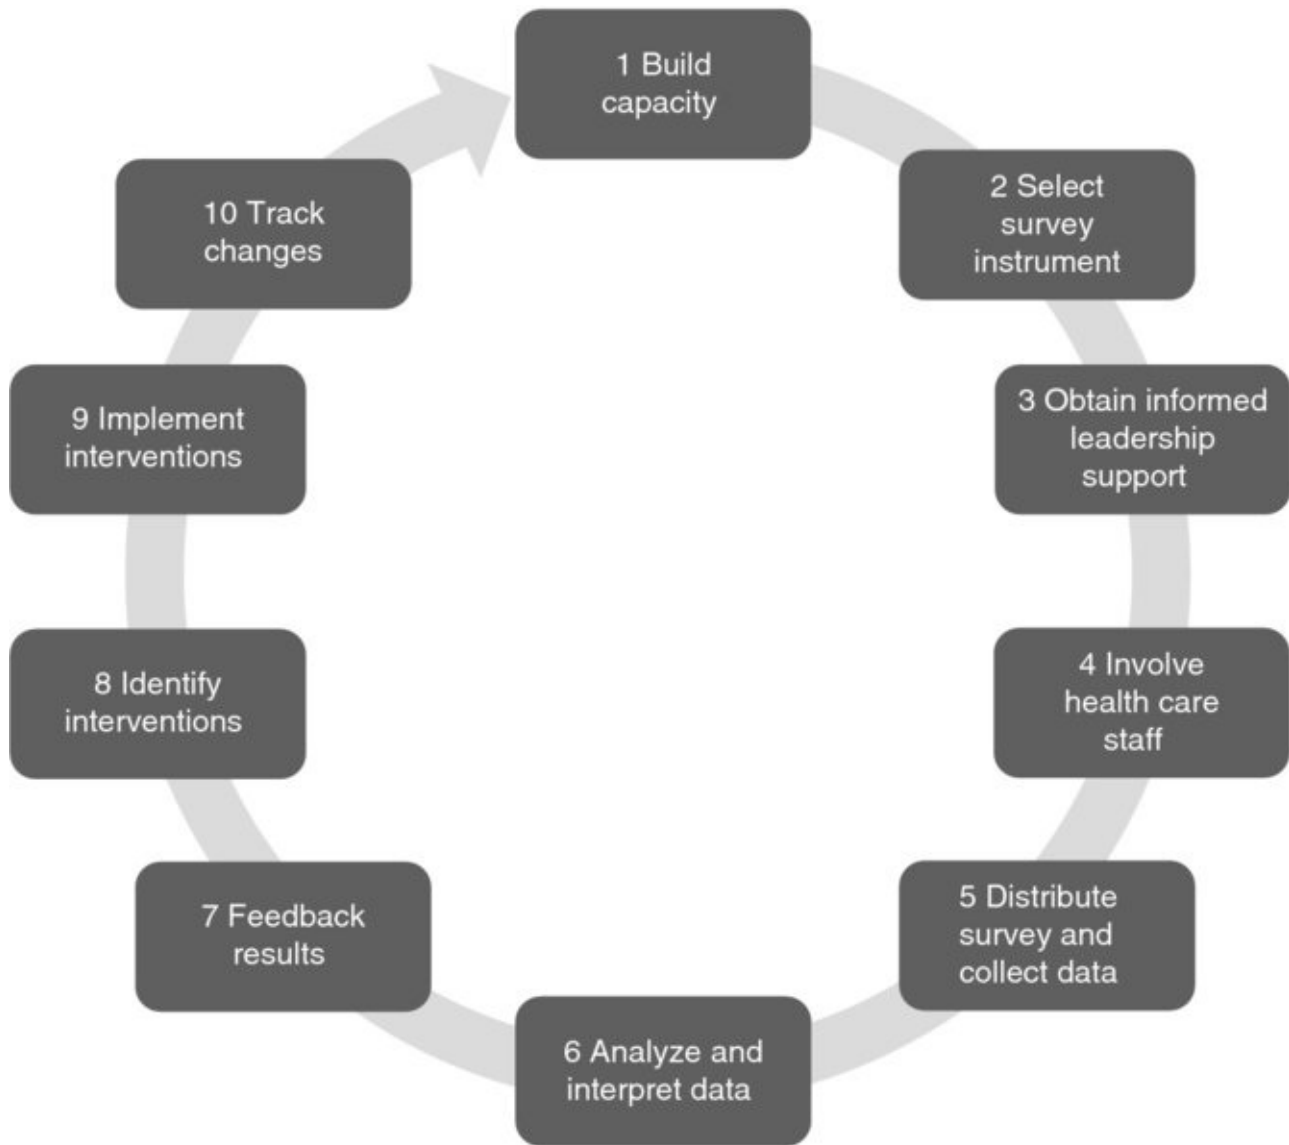 1 Build
capacity
2 Select
survey
instrument
3 Obtain informed
leadership
support
4 Involve
health care
staff
5 Distribute
survey and
collect data
6 Analyze and
interpret data
7 Feedback
results
8 Identify
interventions
9 Implement
interventions
10 Track
changes